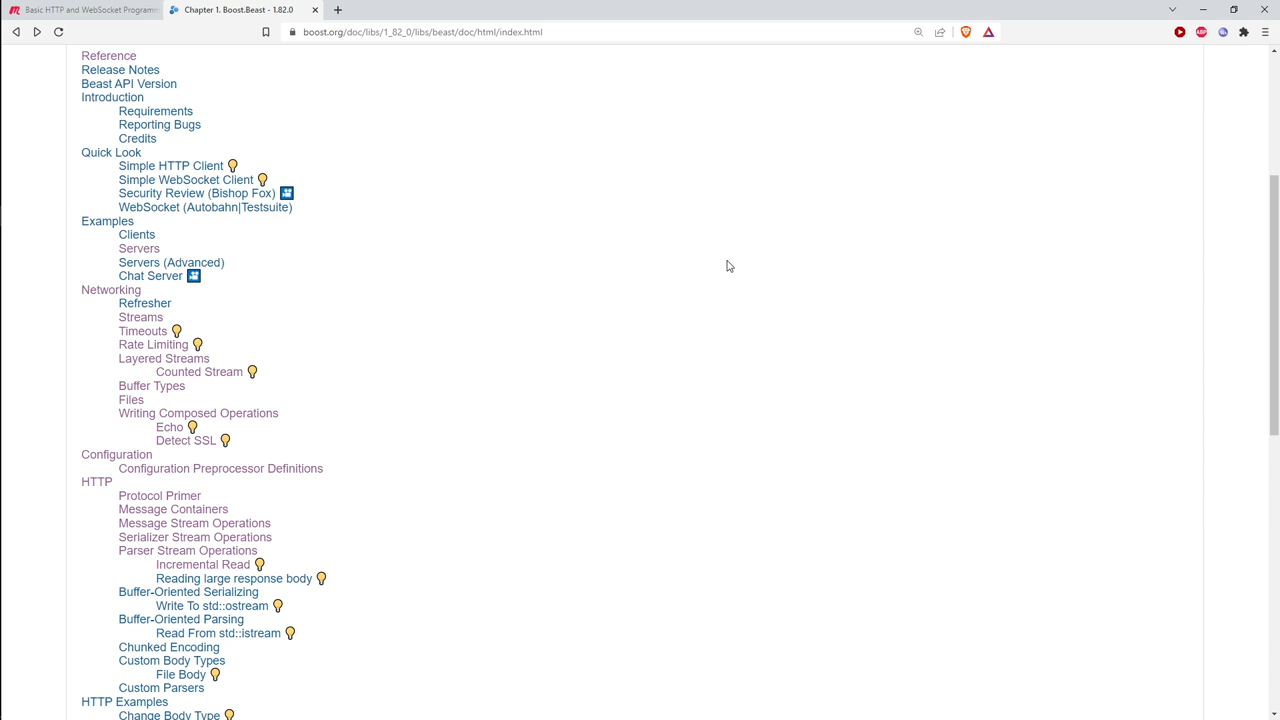 Basic HTTP and WebSocket Programm
Chapter 1. Boost.Beast - 1.82.0
boost.org/doc/libs/1_82_0/libs/beast/doc/html/index.html
ABP
Reference
Release Notes
Beast API Version
Introduction
Requirements
Reporting Bugs
Credits
Quick Look
Simple HTTP Client
Simple WebSocket Client
Security Review (Bishop Fox)
WebSocket (Autobahn|Testsuite)
Examples
Clients
Servers
Servers (Advanced)
Chat Server
Networking
Refresher
Streams
Timeouts
Rate Limiting
Layered Streams
Counted Stream
Buffer Types
Files
Writing Composed Operations
Echo
Detect SSL
Configuration
Configuration Preprocessor Definitions
HTTP
Protocol Primer
Message Containers
Message Stream Operations
Serializer Stream Operations
Parser Stream Operations
Incremental Read
Reading large response body
Buffer-Oriented Serializing
Write To std::ostream
Buffer-Oriented Parsing
Read From std::istream
Chunked Encoding
Custom Body Types
File Body
Custom Parsers
HTTP Examples
Change Body Type